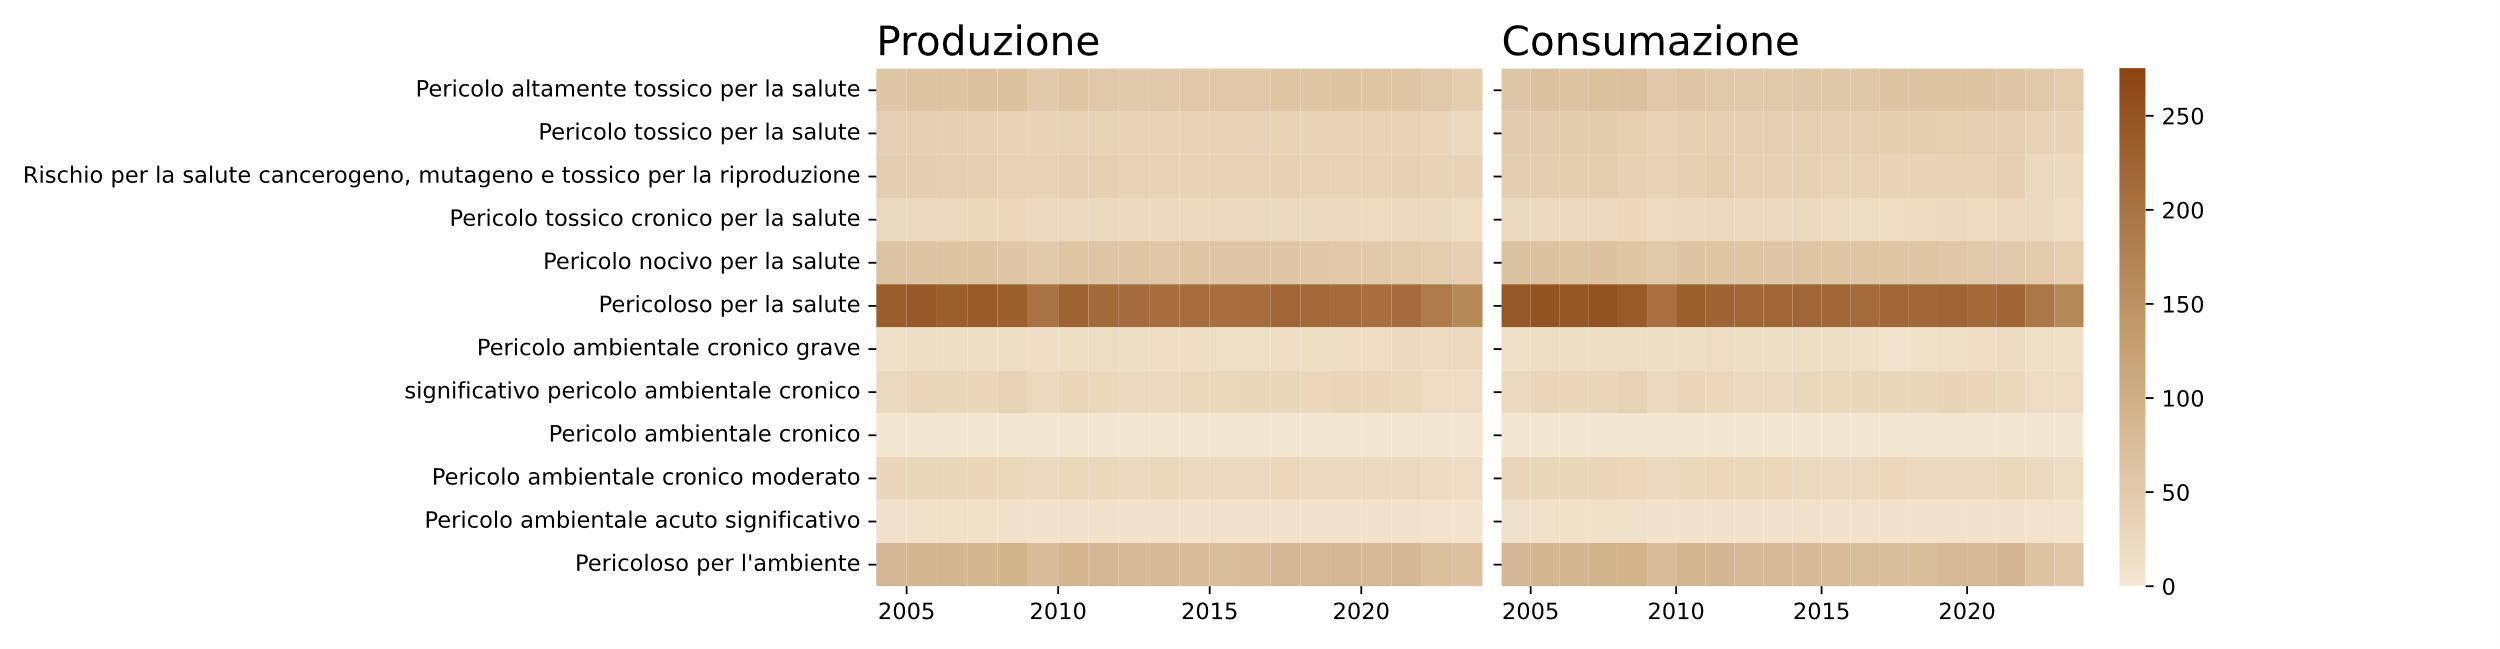 Produzione
Consumazione
Pericolo altamente tossico per la salute
Pericolo tossico per la salute
Rischio per la salute cancerogeno, mutageno e tossico per la riproduzione
Pericolo tossico cronico per la salute
Pericolo nocivo per la salute
Pericoloso per la salute
Pericolo ambientale cronico grave
significativo pericolo ambientale cronico
Pericolo ambientale cronico
Pericolo ambientale cronico moderato
Pericolo ambientale acuto significativo
Pericoloso per l'ambiente
2005 2010 2015 2020
2005 2010 2015 2020
250
200
150
100
50
0